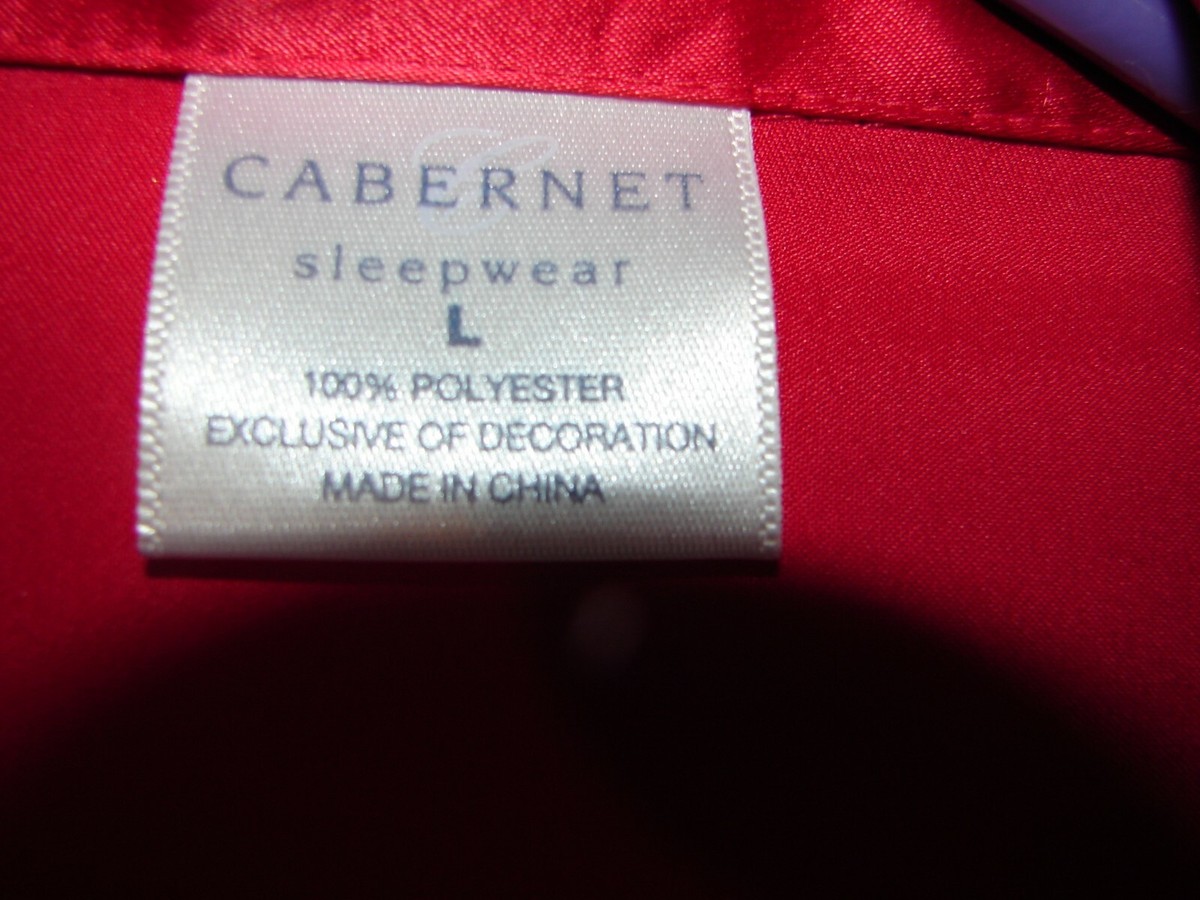 CABERNET
sleepwear
L
100% POLYESTER
EXCLUSIVE OF DECORATION
MADE IN CHINA